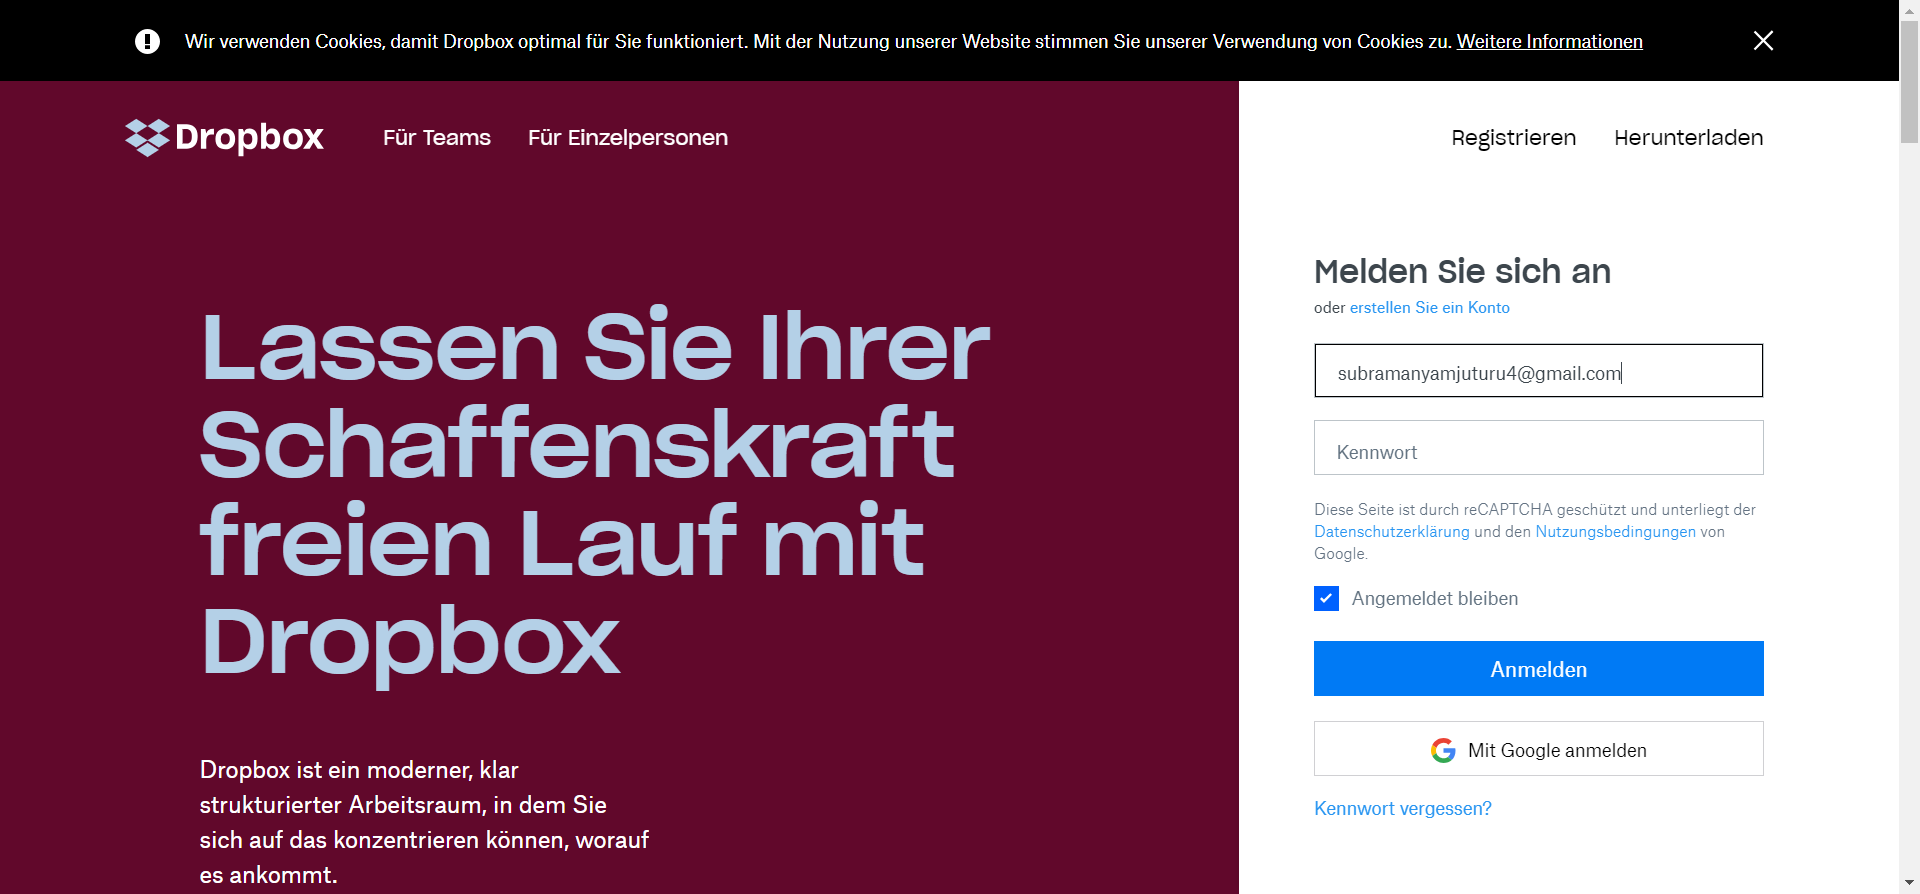 Wir verwenden Cookies, damit Dropbox optimal für Sie funktioniert. Mit der Nutzung unserer Website stimmen Sie unserer Verwendung von Cookies zu. Weitere Informationen
Dropbox
Für Teams
Für Einzelpersonen
Registrieren
Herunterladen
Lassen Sie Ihrer
Schaffenskraft
freien Lauf mit
Dropbox
Dropbox ist ein moderner, klar
strukturierter Arbeitsraum, in dem Sie
sich auf das konzentrieren können, worauf
es ankommt.
Melden Sie sich an
oder erstellen Sie ein Konto
subramanyamjuturu4@gmail.com
Kennwort
Diese Seite ist durch reCAPTCHA geschützt und unterliegt der
Datenschutzerklärung und den Nutzungsbedingungen von
Google.
Angemeldet bleiben
Anmelden
Mit Google anmelden
Kennwort vergessen?